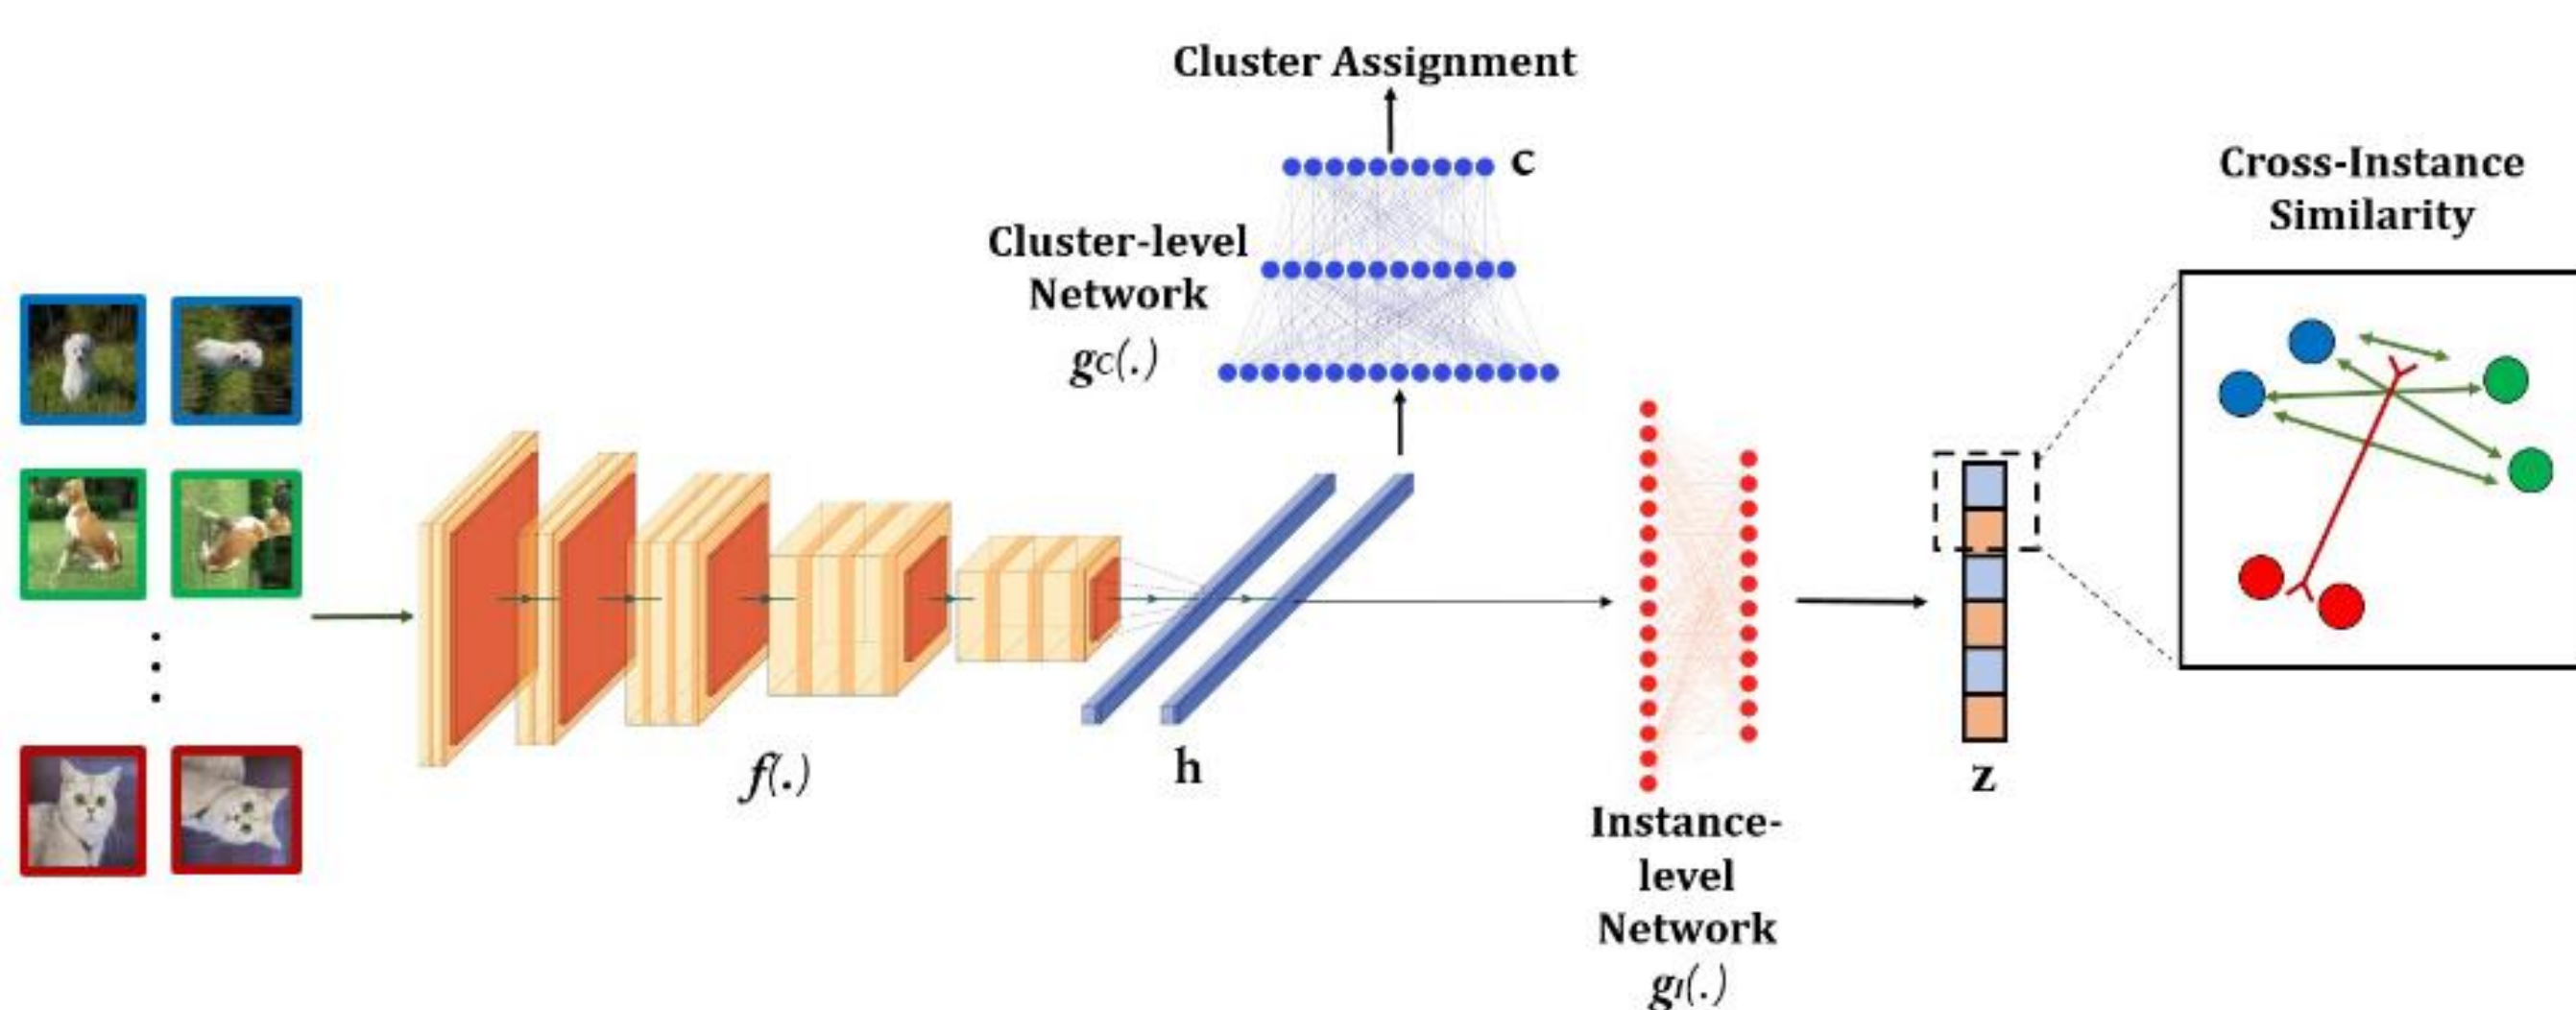 Cluster Assignment
c
Cluster-level
Network
gC(.)
Cross-Instance
Similarity
f(.)
h
z
Instance-
level
Network
gI(.)